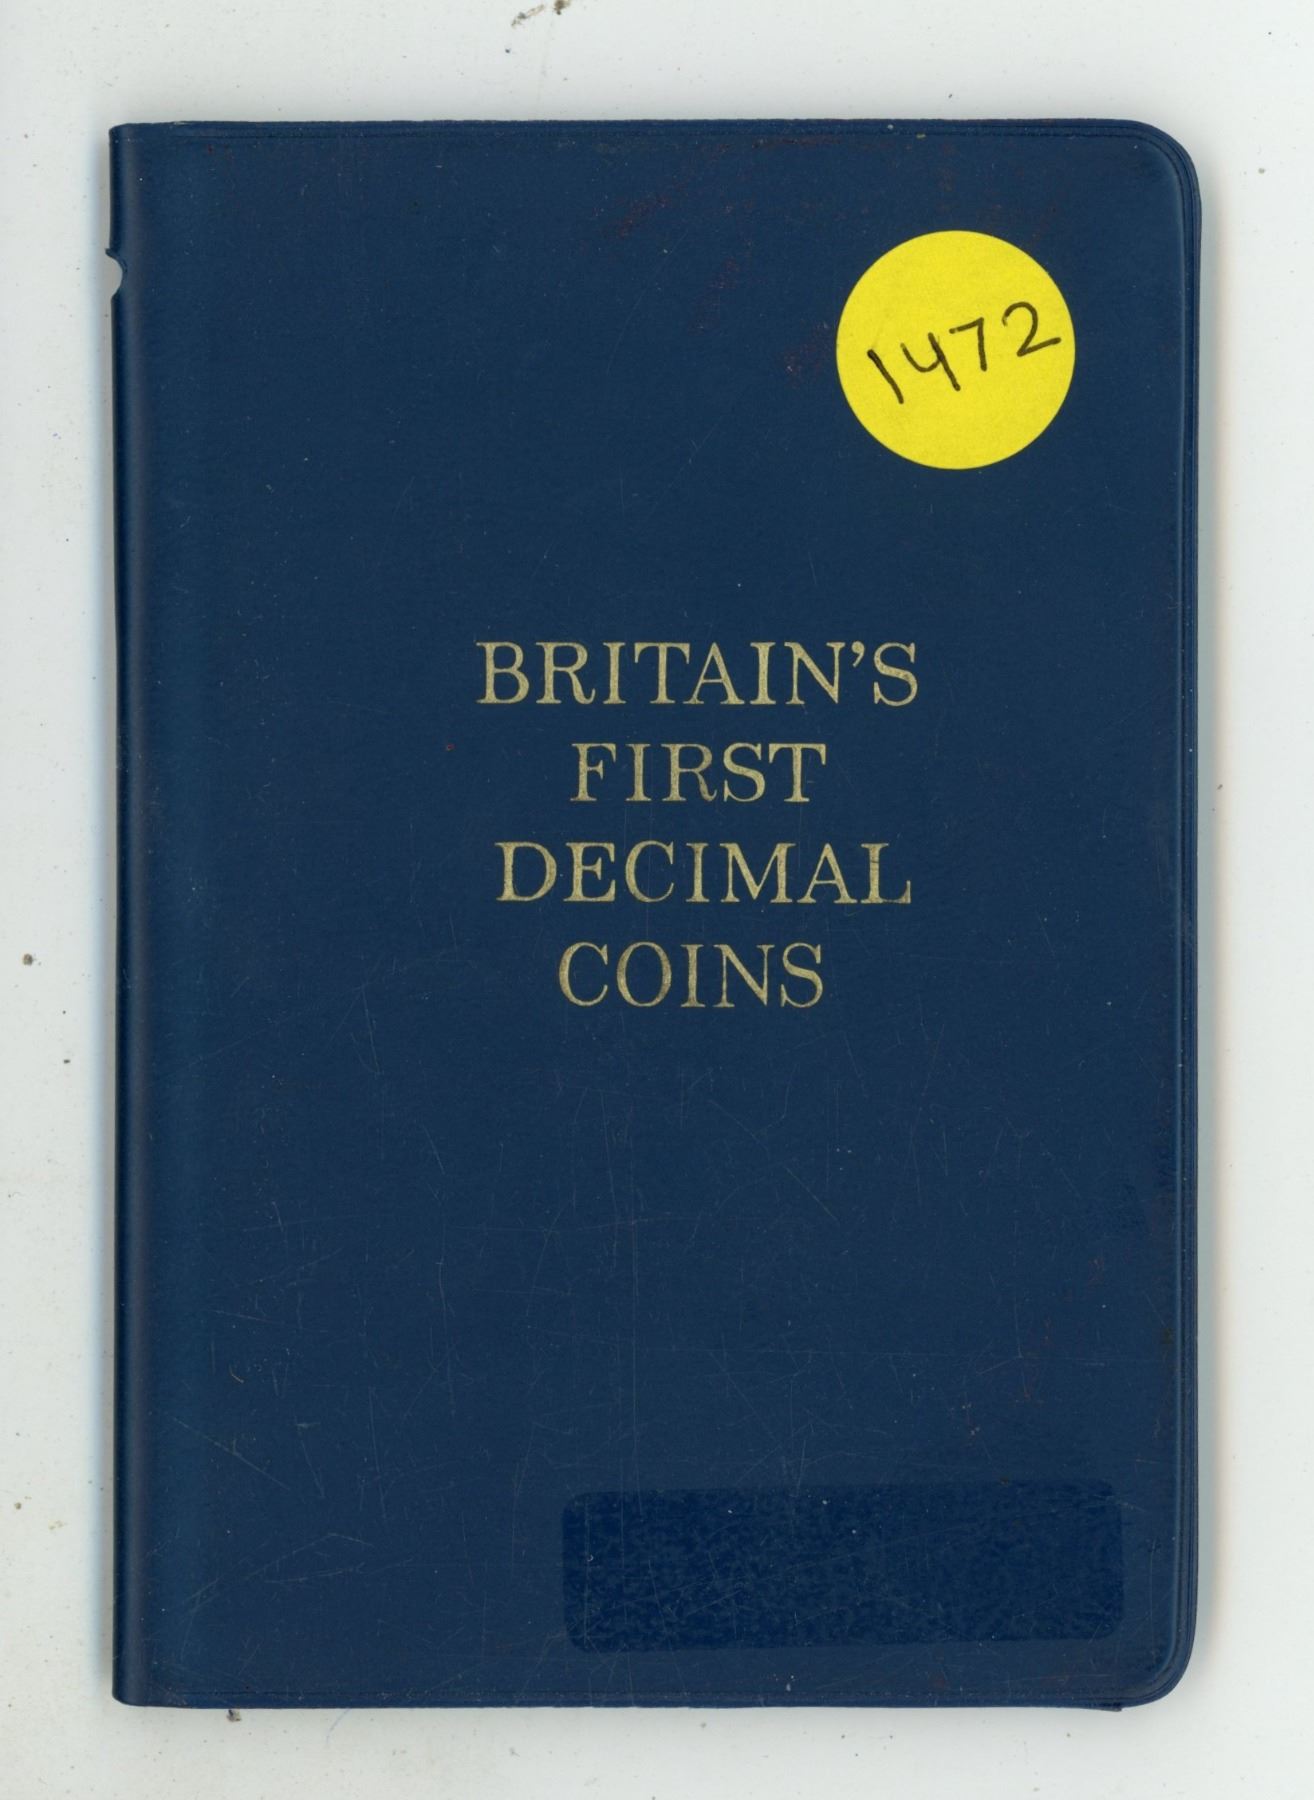 1472
BRITAIN'S
FIRST
DECIMAL
COINS